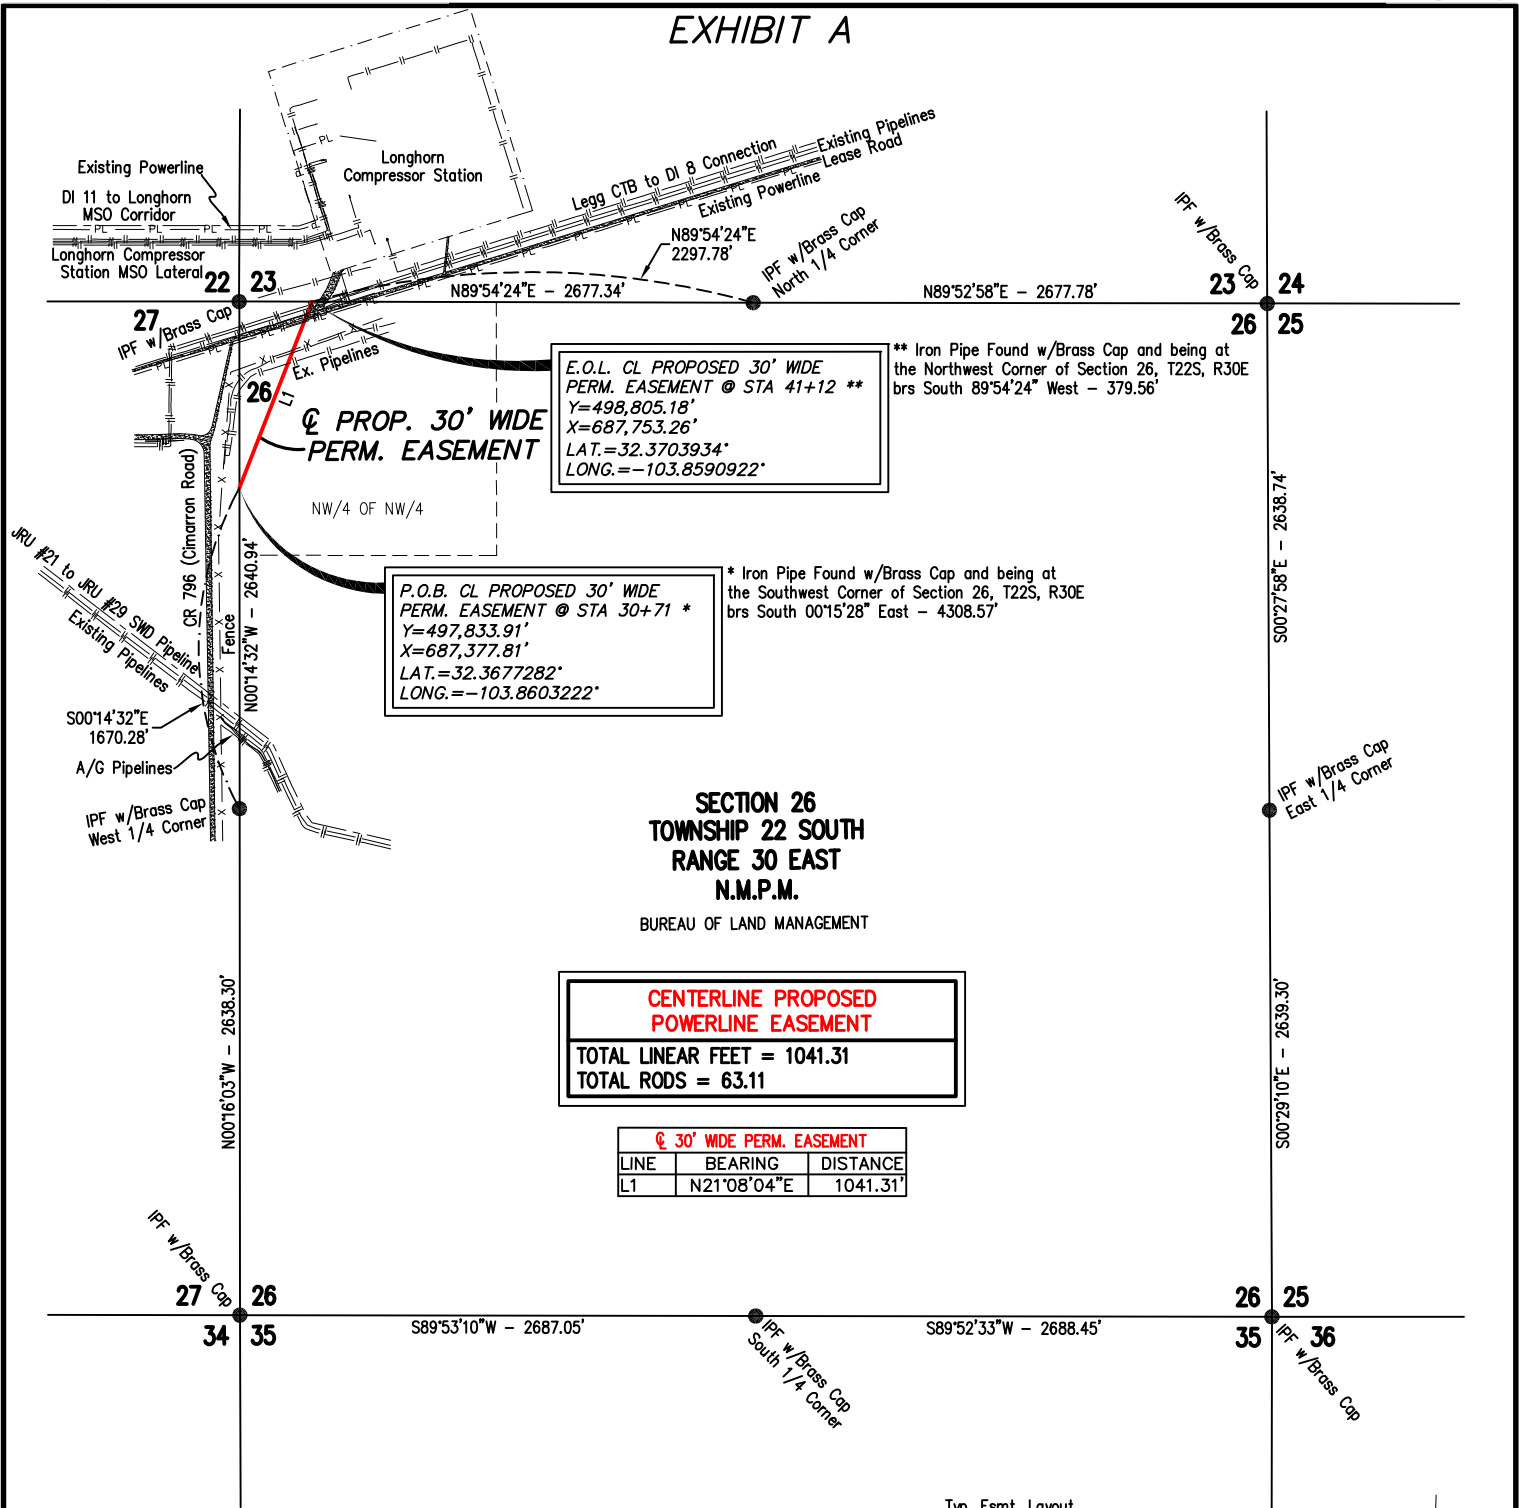 EXHIBIT A
Existing Powerline
DI 11 to Longhorn
MSO Corridor
PL PL PL PL
Longhorn Compressor
Station MSO Lateral
PL
Longhorn
Compressor Station
Legg CTB to DI 8 Connection
Existing Pipelines
Lease Road
Existing Powerline
N89°54'24"E
2297.78'
IPF w/Brass Cap
North 1/4 Corner
IPF w/Brass Cap
22 23
27
IPF w/Brass Cap
26
N89°54'24"E - 2677.34'
N89°52'58"E - 2677.78'
23 24
26 25
Ex. Pipelines
L1
℄ PROP. 30' WIDE
PERM. EASEMENT
E.O.L. CL PROPOSED 30' WIDE
PERM. EASEMENT @ STA 41+12 **
Y=498,805.18'
X=687,753.26'
LAT.=32.3703934°
LONG.=-103.8590922°
** Iron Pipe Found w/Brass Cap and being at
the Northwest Corner of Section 26, T22S, R30E
brs South 89°54'24" West - 379.56'
NW/4 OF NW/4
CR 796 (Cimarron Road)
Fence
N00°14'32"W - 2640.94'
S00°27'58"E - 2638.74'
JRU #21 to JRU #29 SWD Pipeline
Existing Pipelines
P.O.B. CL PROPOSED 30' WIDE
PERM. EASEMENT @ STA 30+71 *
Y=497,833.91'
X=687,377.81'
LAT.=32.3677282°
LONG.=-103.8603222°
* Iron Pipe Found w/Brass Cap and being at
the Southwest Corner of Section 26, T22S, R30E
brs South 00°15'28" East - 4308.57'
S00°14'32"E
1670.28'
A/G Pipelines
IPF w/Brass Cap
West 1/4 Corner
IPF w/Brass Cap
East 1/4 Corner
SECTION 26
TOWNSHIP 22 SOUTH
RANGE 30 EAST
N.M.P.M.
BUREAU OF LAND MANAGEMENT
CENTERLINE PROPOSED
POWERLINE EASEMENT
TOTAL LINEAR FEET = 1041.31
TOTAL RODS = 63.11
N00°16'03"W - 2638.30'
S00°29'10"E - 2639.30'
℄ 30' WIDE PERM. EASEMENT
LINE BEARING DISTANCE
L1 N21°08'04"E 1041.31'
IPF w/Brass Cap
27 26
34 35
S89°53'10"W - 2687.05'
IPF w/Brass Cap
South 1/4 Corner
S89°52'33"W - 2688.45'
26 25
35 36
IPF w/Brass Cap
Typ. Esmt. Layout